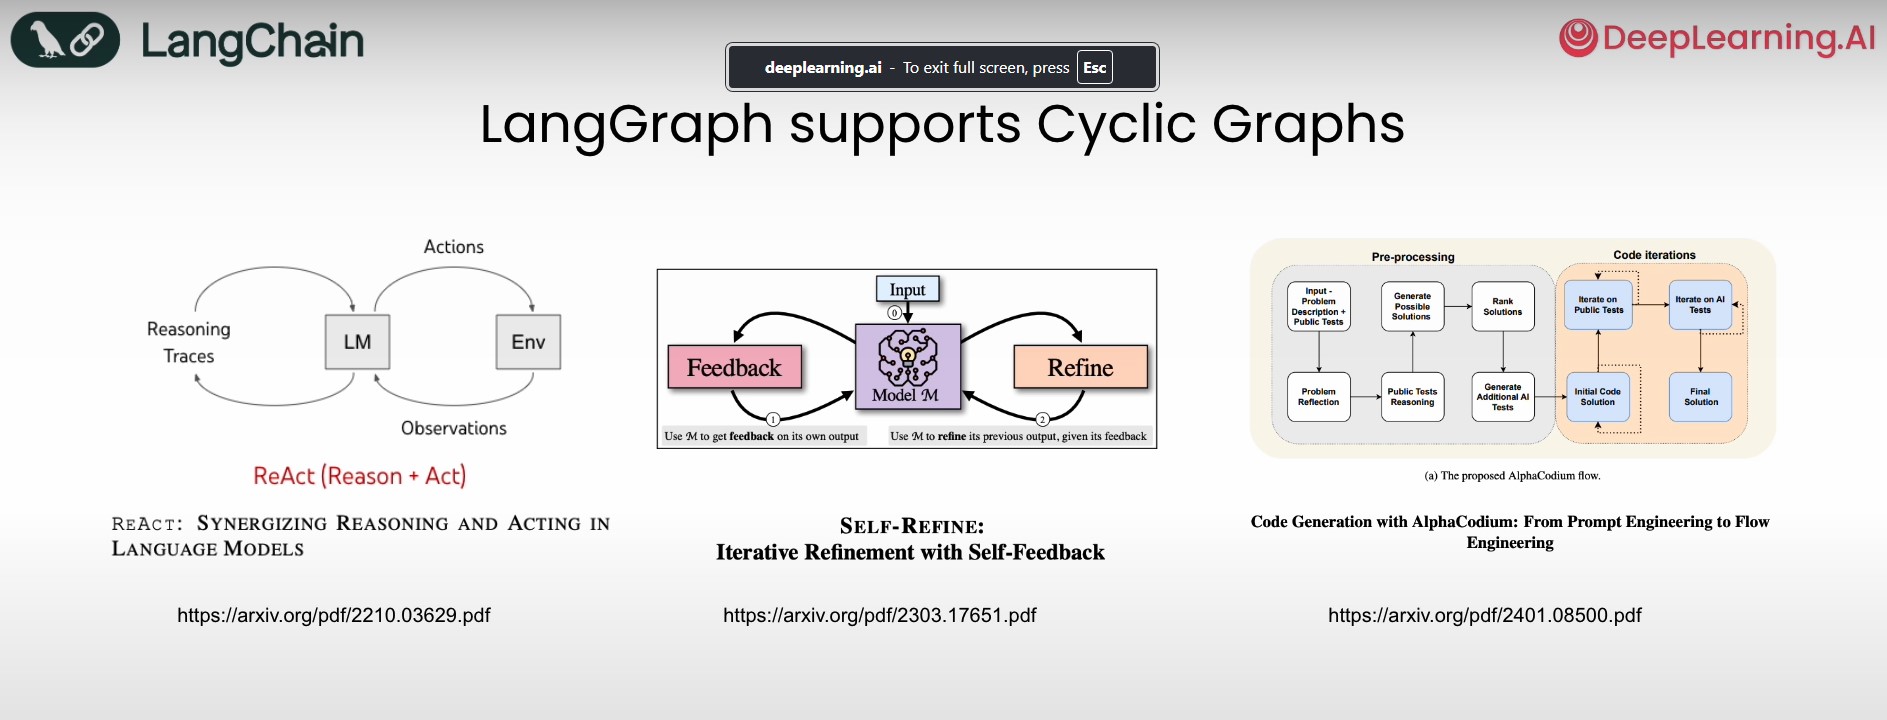 LangChain
DeepLearning.AI
deeplearning.ai - To exit full screen, press Esc
LangGraph supports Cyclic Graphs
Actions
Reasoning
Traces
LM
Env
Observations
ReAct (Reason + Act)
REACT: SYNERGIZING REASONING AND ACTING IN
LANGUAGE MODELS
https://arxiv.org/pdf/2210.03629.pdf
Input
0
Feedback
Model M
Refine
1
2
Use M to get feedback on its own output
Use M to refine its previous output, given its feedback
SELF-REFINE:
Iterative Refinement with Self-Feedback
https://arxiv.org/pdf/2303.17651.pdf
Pre-processing
Code iterations
Input -
Problem
Description +
Public Tests
Generate
Possible
Solutions
Rank
Solutions
Iterate on
Public Tests
Iterate on AI
Tests
Problem
Reflection
Public Tests
Reasoning
Generate
Additional AI
Tests
Initial Code
Solution
Final
Solution
(a) The proposed AlphaCodium flow.
Code Generation with AlphaCodium: From Prompt Engineering to Flow
Engineering
https://arxiv.org/pdf/2401.08500.pdf